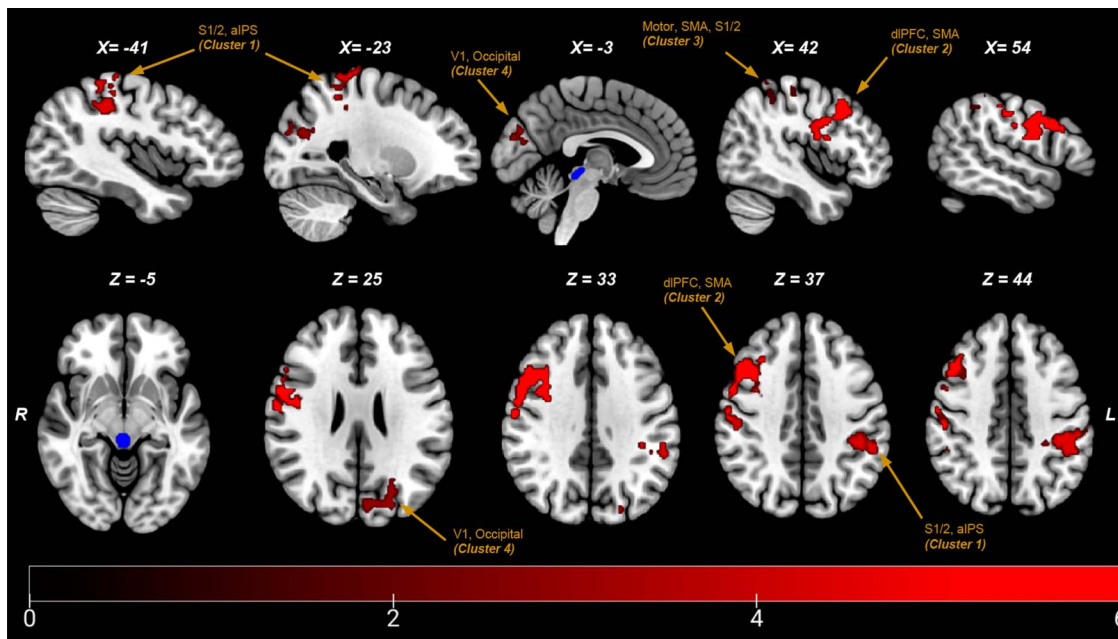 X= -41
S1/2, aIPS
(Cluster 1)
X= -23
V1, Occipital
(Cluster 4)
X= -3
Motor, SMA, S1/2
(Cluster 3)
X= 42
dlPFC, SMA
(Cluster 2)
X= 54
Z = -5
Z = 25
Z = 33
dlPFC, SMA
(Cluster 2)
Z = 37
Z = 44
R
L
V1, Occipital
(Cluster 4)
S1/2, aIPS
(Cluster 1)
0
2
4
6